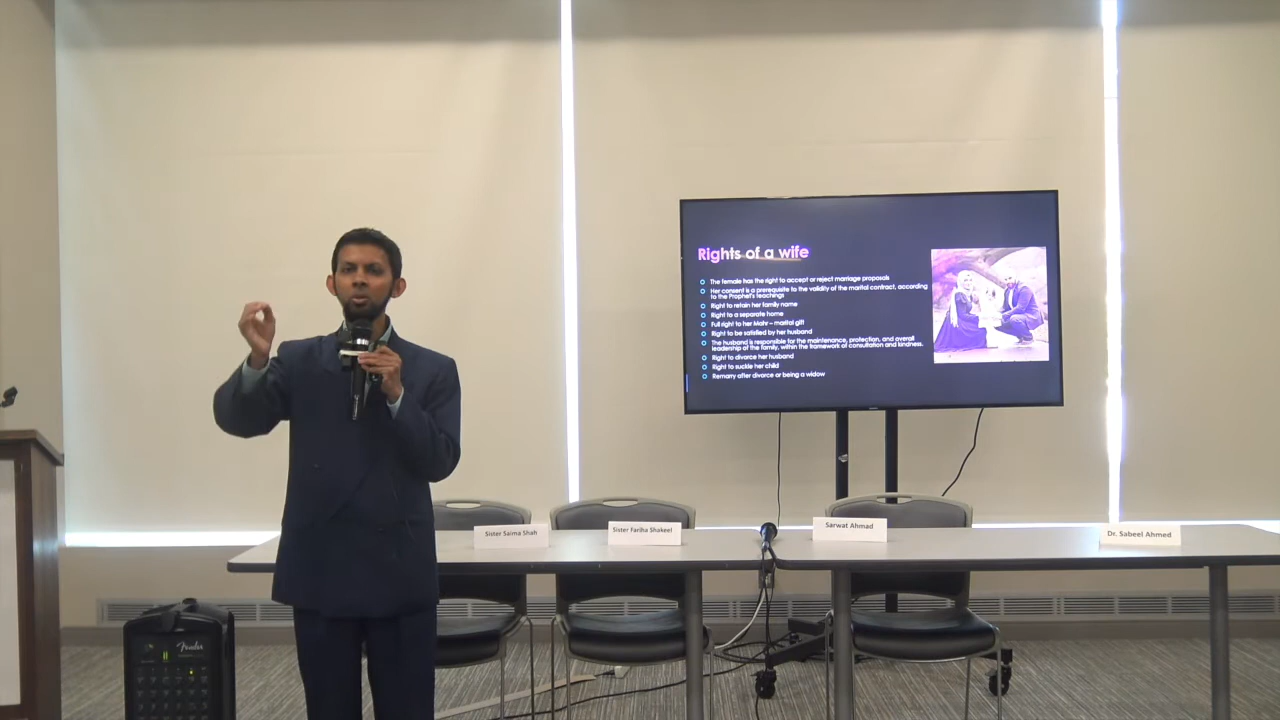 Rights of a wife
The female has the right to accept or reject marriage proposals
Her consent is a prerequisite to the validity of the marital contract, according
to the Prophet's teachings
Right to retain her family name
Right to a separate home
Full right to her Mahr – marital gift
Right to be satisfied by her husband
The husband is responsible for the maintenance, protection, and overall
leadership of the family, within the framework of consultation and kindness.
Right to divorce her husband
Right to suckle her child
Remarry after divorce or being a widow
Sister Saima Shah
Sister Fariha Shakeel
Sarwat Ahmad
Dr. Sabeel Ahmed
Fender